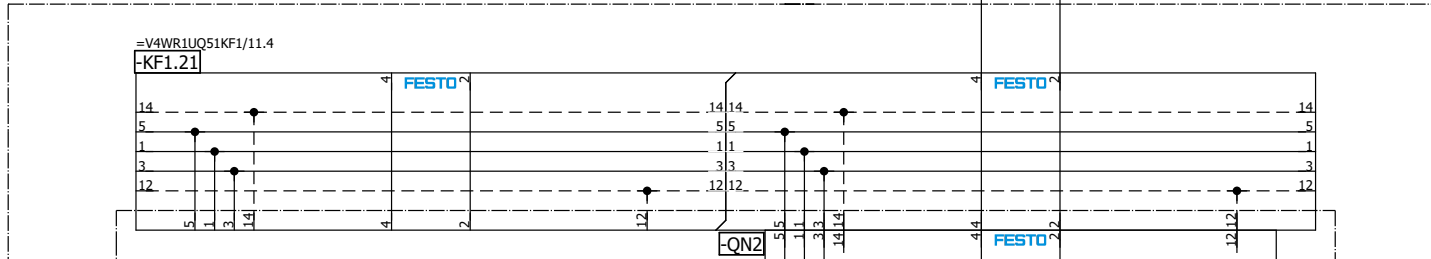 =V4WR1UQ51KF1/11.4
-KF1.21
4 FESTO 2 4 FESTO 2
14 14 14 14
5 5 5 5
1 1 1 1
3 3 3 3
12 12 12 12
5 1 3 14 4 2 12 5 1 3 14 4 2 12
-QN2 5 1 3 14 4 FESTO 2 12